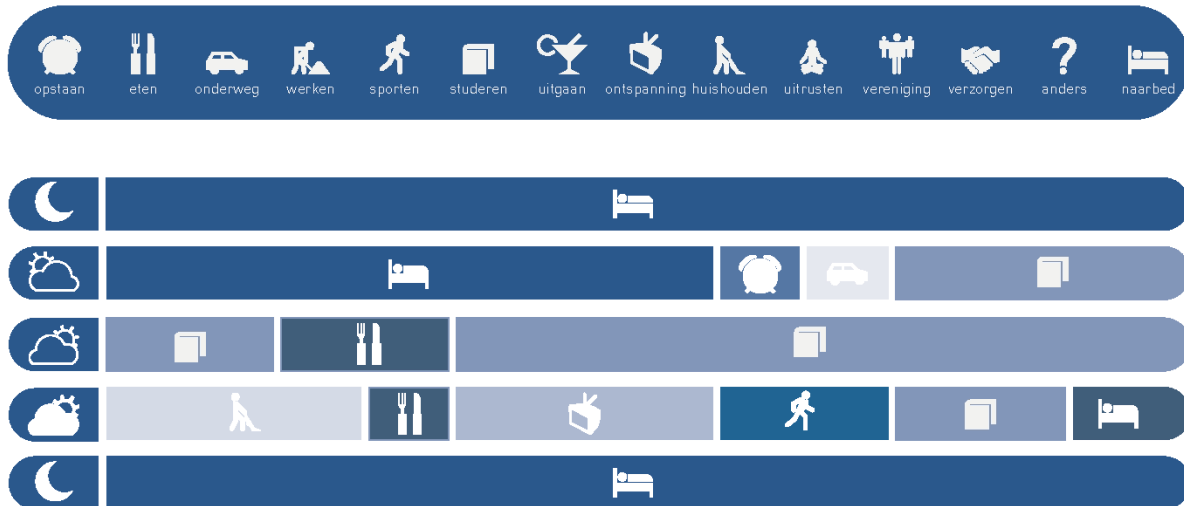 opstaan eten onderweg werken sporten studeren uitgaan ontspanning huishouden uitrusten vereniging verzorgen anders naarbed